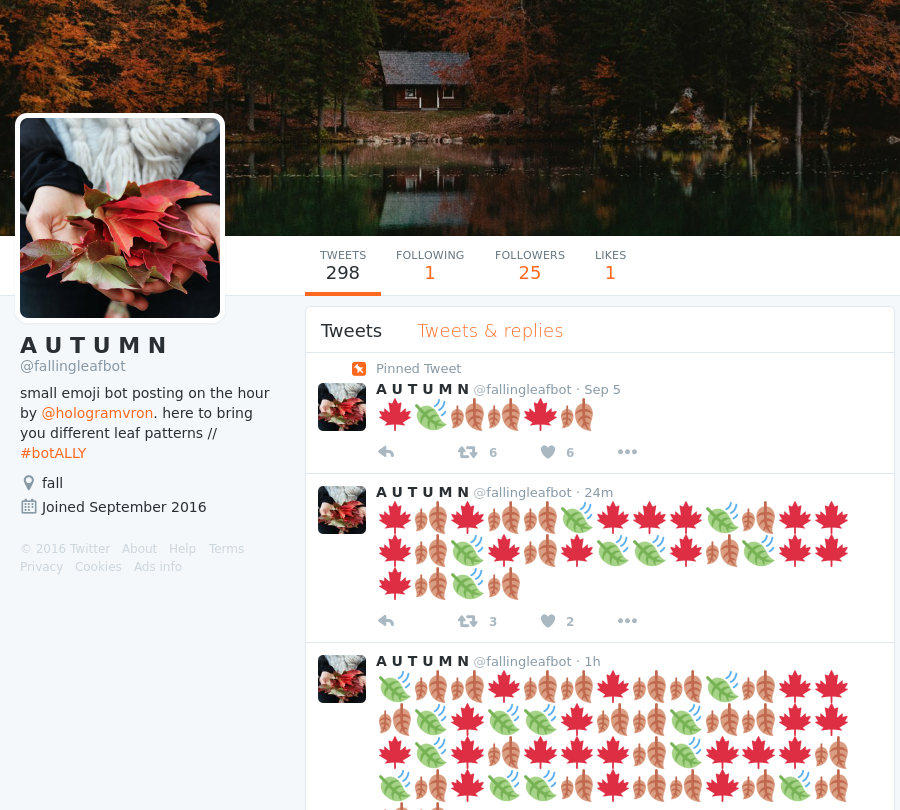 TWEETS FOLLOWING FOLLOWERS LIKES
298 1 25 1
A U T U M N
@fallingleafbot
small emoji bot posting on the hour
by @hologramvron. here to bring
you different leaf patterns //
#botALLY
fall
Joined September 2016
© 2016 Twitter About Help Terms
Privacy Cookies Ads info
Tweets Tweets & replies
Pinned Tweet
A U T U M N @fallingleafbot · Sep 5
🍁🍃🍂🍂🍁🍂
6 6 •••
A U T U M N @fallingleafbot · 24m
🍁🍂🍁🍂🍂🍃🍁🍁🍁🍃🍂🍁🍁
🍁🍂🍃🍁🍂🍁🍃🍃🍁🍂🍃🍁🍁
🍁🍂🍃🍂
3 2 •••
A U T U M N @fallingleafbot · 1h
🍃🍂🍂🍁🍂🍂🍁🍂🍂🍃🍂🍁🍁
🍂🍃🍁🍃🍃🍁🍂🍂🍃🍂🍂🍁🍁
🍁🍃🍁🍂🍁🍁🍁🍂🍃🍁🍁🍁🍂
🍃🍂🍁🍃🍃🍂🍁🍂🍂🍁🍂🍃🍂